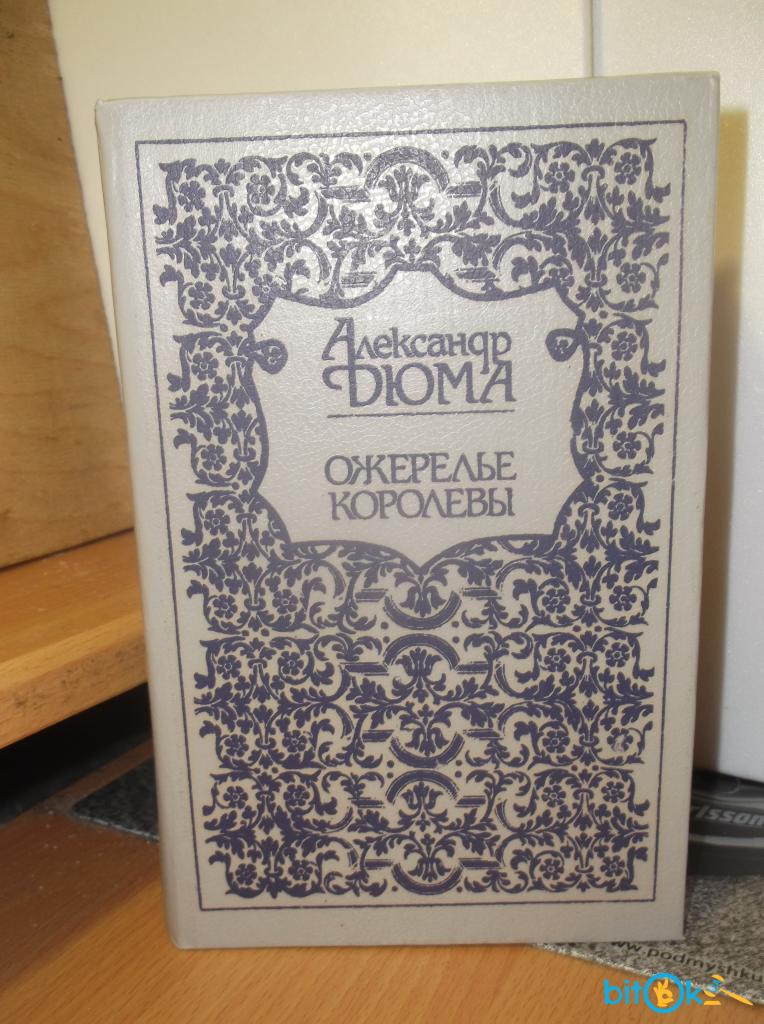 Александр
ДЮМА
ОЖЕРЕЛЬЕ
КОРОЛЕВЫ
www.podmyshku
bitOk